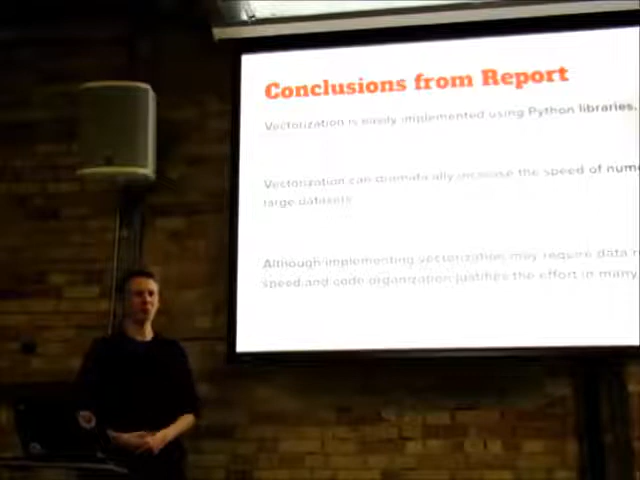 Conclusions from Report
Vectorization is easily implemented using Python libraries.
Vectorization can dramatically increase the speed of
large datasets
Although implementing vectorization may require data
speed and code organization justifies the effort in many